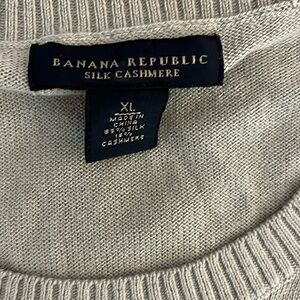 BANANA REPUBLIC
SILK CASHMERE
XL
MADE IN
CHINA
85% SILK
15%
CASHMERE